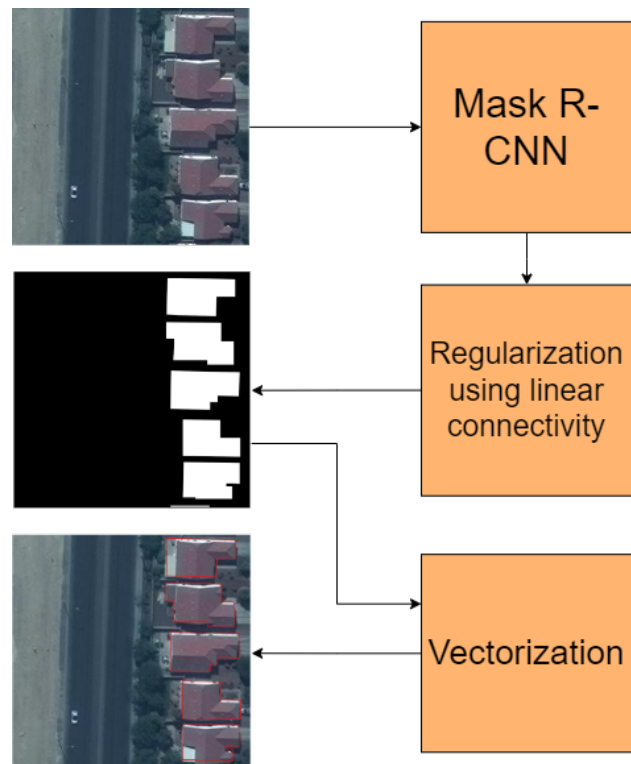 Mask R-
CNN
Regularization
using linear
connectivity
Vectorization